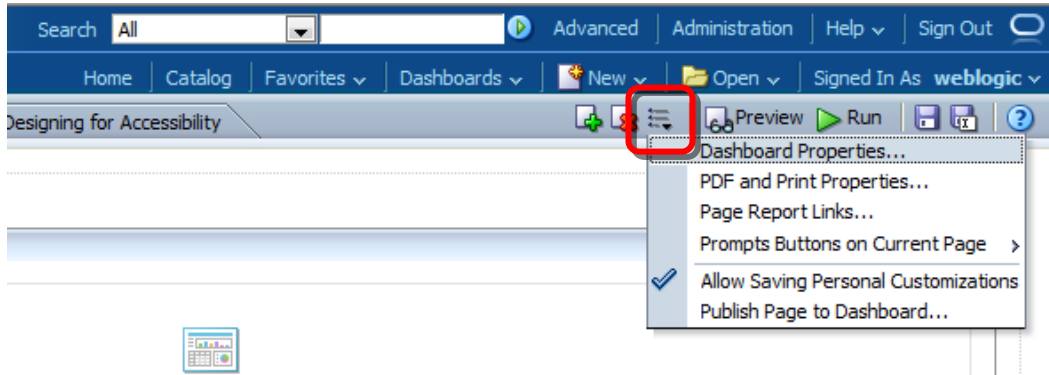 Search All Advanced Administration Help Sign Out
Home Catalog Favorites Dashboards New Open Signed In As weblogic
Designing for Accessibility Preview Run
Dashboard Properties...
PDF and Print Properties...
Page Report Links...
Prompts Buttons on Current Page
Allow Saving Personal Customizations
Publish Page to Dashboard...